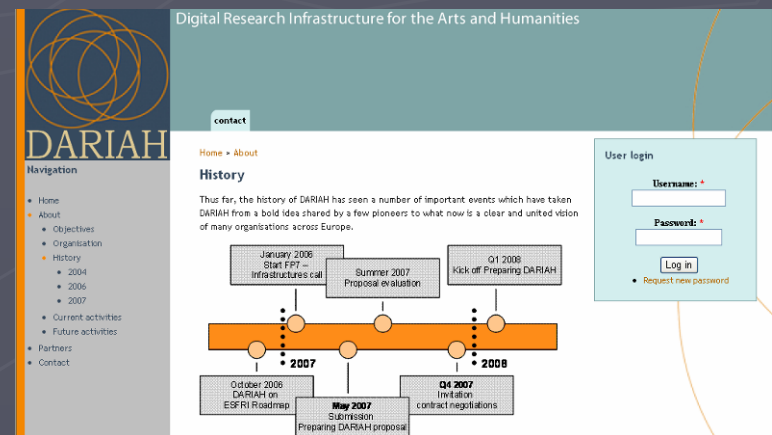 Digital Research Infrastructure for the Arts and Humanities
contact
DARIAH
Navigation
Home
About
Objectives
Organisation
History
2004
2006
2007
Current activities
Future activities
Partners
Contact
Home » About
History
Thus far, the history of DARIAH has seen a number of important events which have taken
DARIAH from a bold idea shared by a few pioneers to what now is a clear and united vision
of many organisations across Europe.
January 2006
Start FP7 –
Infrastructures call
Summer 2007
Proposal evaluation
Q1 2008
Kick off Preparing DARIAH
2007
2008
October 2006
DARIAH on
ESFRI Roadmap
May 2007
Submission
Preparing DARIAH proposal
Q4 2007
Invitation
contract negotiations
User login
Username: *
Password: *
Log in
Request new password